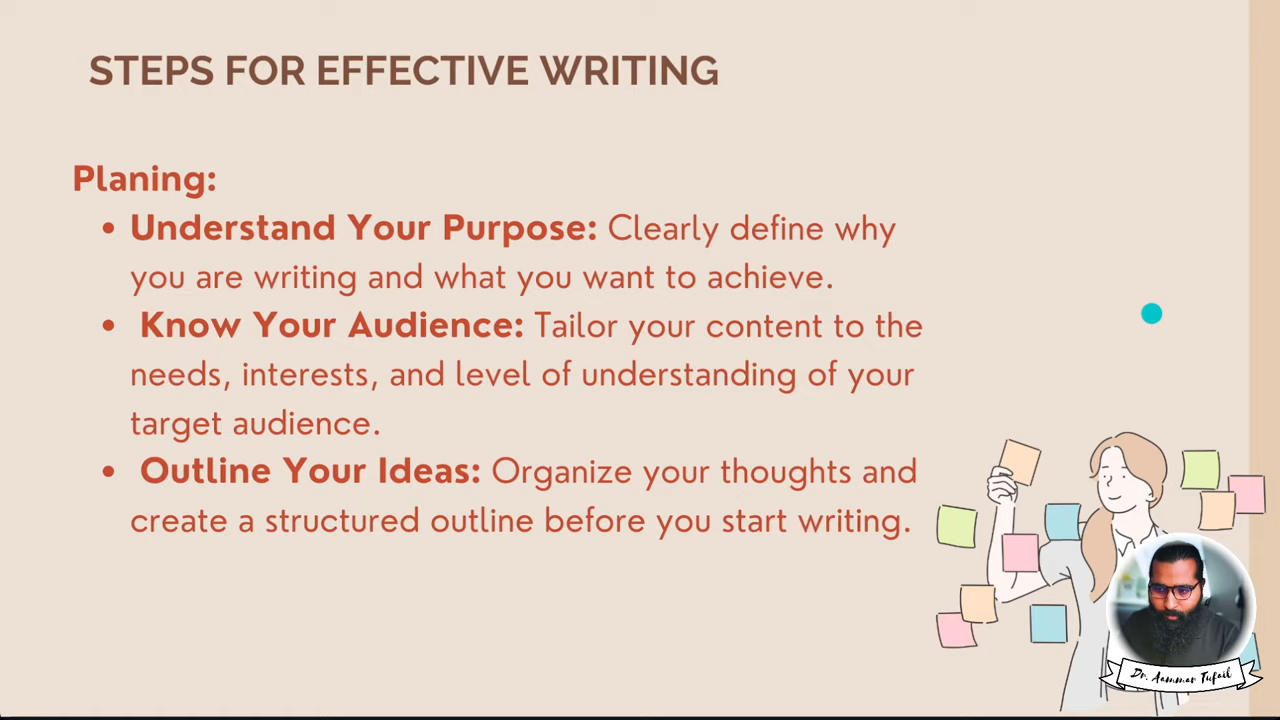 STEPS FOR EFFECTIVE WRITING
Planing:
• Understand Your Purpose: Clearly define why
you are writing and what you want to achieve.
• Know Your Audience: Tailor your content to the
needs, interests, and level of understanding of your
target audience.
• Outline Your Ideas: Organize your thoughts and
create a structured outline before you start writing.
Dr. Aammar Tufail